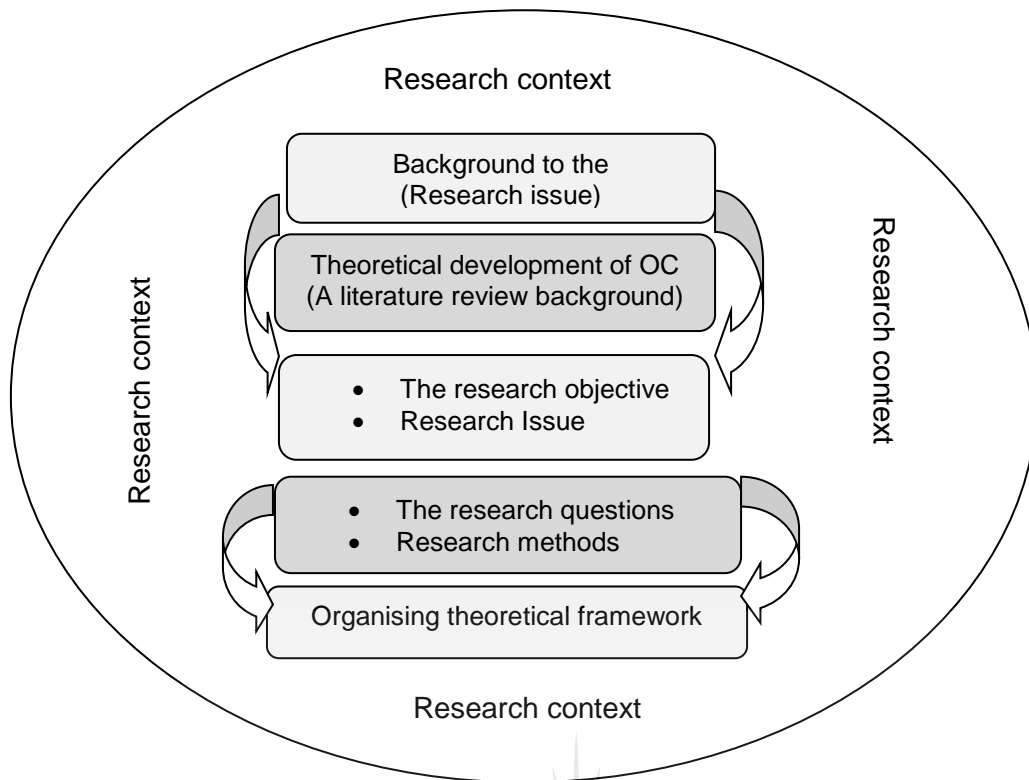 Research context
Background to the
(Research issue)
Theoretical development of OC
(A literature review background)
Research context
Research context
• The research objective
• Research Issue
• The research questions
• Research methods
Organising theoretical framework
Research context